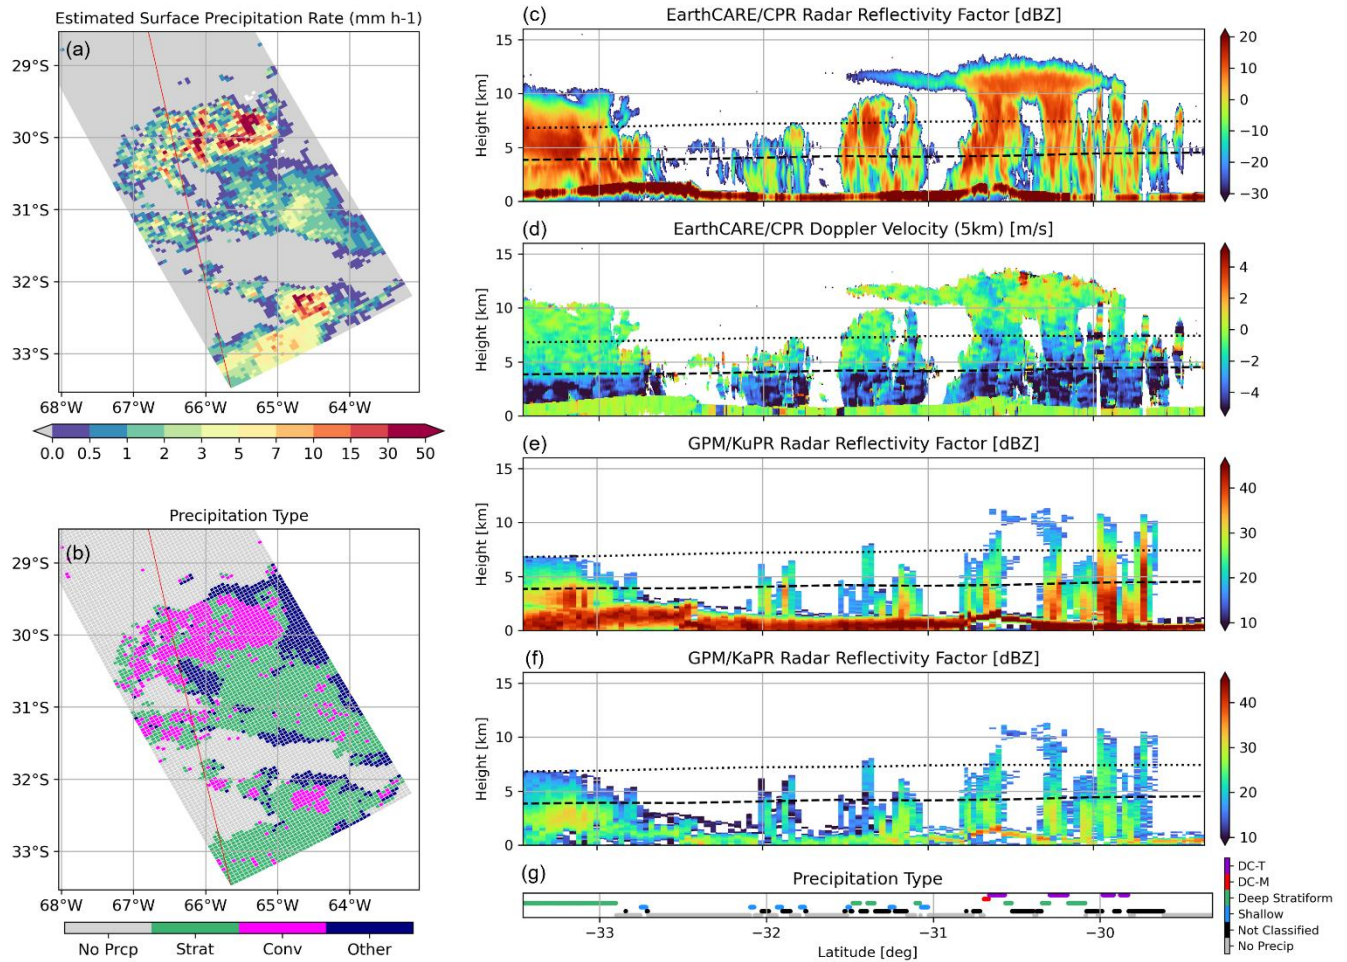 Estimated Surface Precipitation Rate (mm h-1)
(a)
29°S
30°S
31°S
32°S
33°S
68°W 67°W 66°W 65°W 64°W
0.0 0.5 1 2 3 5 7 10 15 30 50
Precipitation Type
(b)
29°S
30°S
31°S
32°S
33°S
68°W 67°W 66°W 65°W 64°W
No Prcp Strat Conv Other
(c) EarthCARE/CPR Radar Reflectivity Factor [dBZ]
Height [km]
15
10
5
0
20
10
0
−10
−20
−30
(d) EarthCARE/CPR Doppler Velocity (5km) [m/s]
Height [km]
15
10
5
0
4
2
0
−2
−4
(e) GPM/KuPR Radar Reflectivity Factor [dBZ]
Height [km]
15
10
5
0
40
30
20
10
(f) GPM/KaPR Radar Reflectivity Factor [dBZ]
Height [km]
15
10
5
0
40
30
20
10
(g) Precipitation Type
−33 −32 −31 −30
Latitude [deg]
DC-T
DC-M
Deep Stratiform
Shallow
Not Classified
No Precip